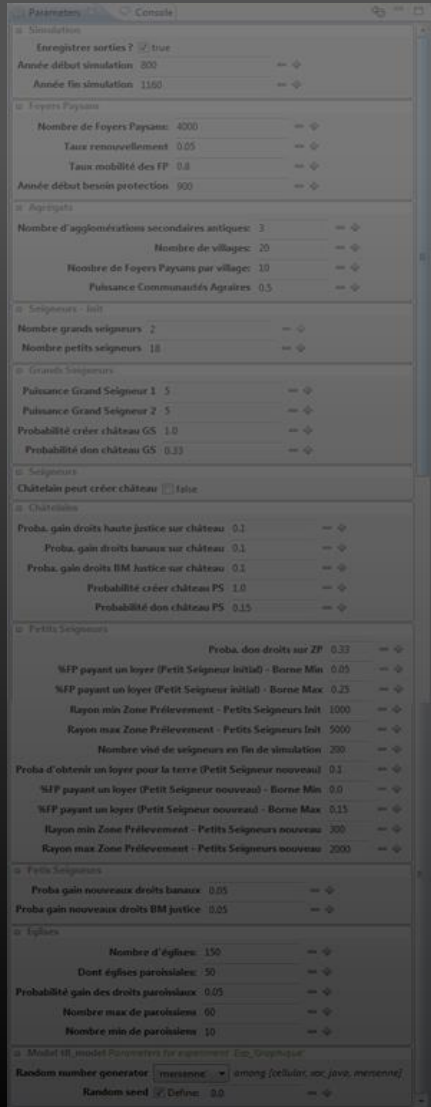 Parameters Console
Simulation
Enregistrer sorties ? true
Année début simulation 800
Année fin simulation 1160
Foyers Paysans
Nombre de Foyers Paysans: 4000
Taux renouvellement 0.05
Taux mobilité des FP 0.8
Année début besoin protection 900
Agrégats
Nombre d'agglomérations secondaires antiques: 3
Nombre de villages: 20
Nombre de Foyers Paysans par village: 10
Puissance Communautés Agraires 0.5
Seigneurs - Init
Nombre grands seigneurs 2
Nombre petits seigneurs 18
Grands Seigneurs
Puissance Grand Seigneur 1 5
Puissance Grand Seigneur 2 5
Probabilité créer château GS 1.0
Probabilité don château GS 0.33
Seigneurs
Châtelain peut créer château false
Châtelains
Proba. gain droits haute justice sur château 0.1
Proba. gain droits banaux sur château 0.1
Proba. gain droits BM Justice sur château 0.1
Probabilité créer château PS 1.0
Probabilité don château PS 0.15
Petits Seigneurs
Proba. don droits sur ZP 0.33
%FP payant un loyer (Petit Seigneur initial) - Borne Min 0.05
%FP payant un loyer (Petit Seigneur initial) - Borne Max 0.25
Rayon min Zone Prélevement - Petits Seigneurs Init 1000
Rayon max Zone Prélevement - Petits Seigneurs Init 5000
Nombre visé de seigneurs en fin de simulation 200
Proba d'obtenir un loyer pour la terre (Petit Seigneur nouveau) 0.1
%FP payant un loyer (Petit Seigneur nouveau) - Borne Min 0.0
%FP payant un loyer (Petit Seigneur nouveau) - Borne Max 0.15
Rayon min Zone Prélevement - Petits Seigneurs nouveau 300
Rayon max Zone Prélevement - Petits Seigneurs nouveau 2000
Petis Seigneurs
Proba gain nouveaux droits banaux 0.05
Proba gain nouveaux droits BM justice 0.05
Eglises
Nombre d'églises: 150
Dont églises paroissiales: 50
Probabilité gain des droits paroissiaux 0.05
Nombre max de paroissiens 60
Nombre min de paroissiens 10
Model t8_model Parameters for experiment Exp_Graphique
Random number generator mersenne among [cellular, xor, java, mersenne]
Random seed Define: 0.0